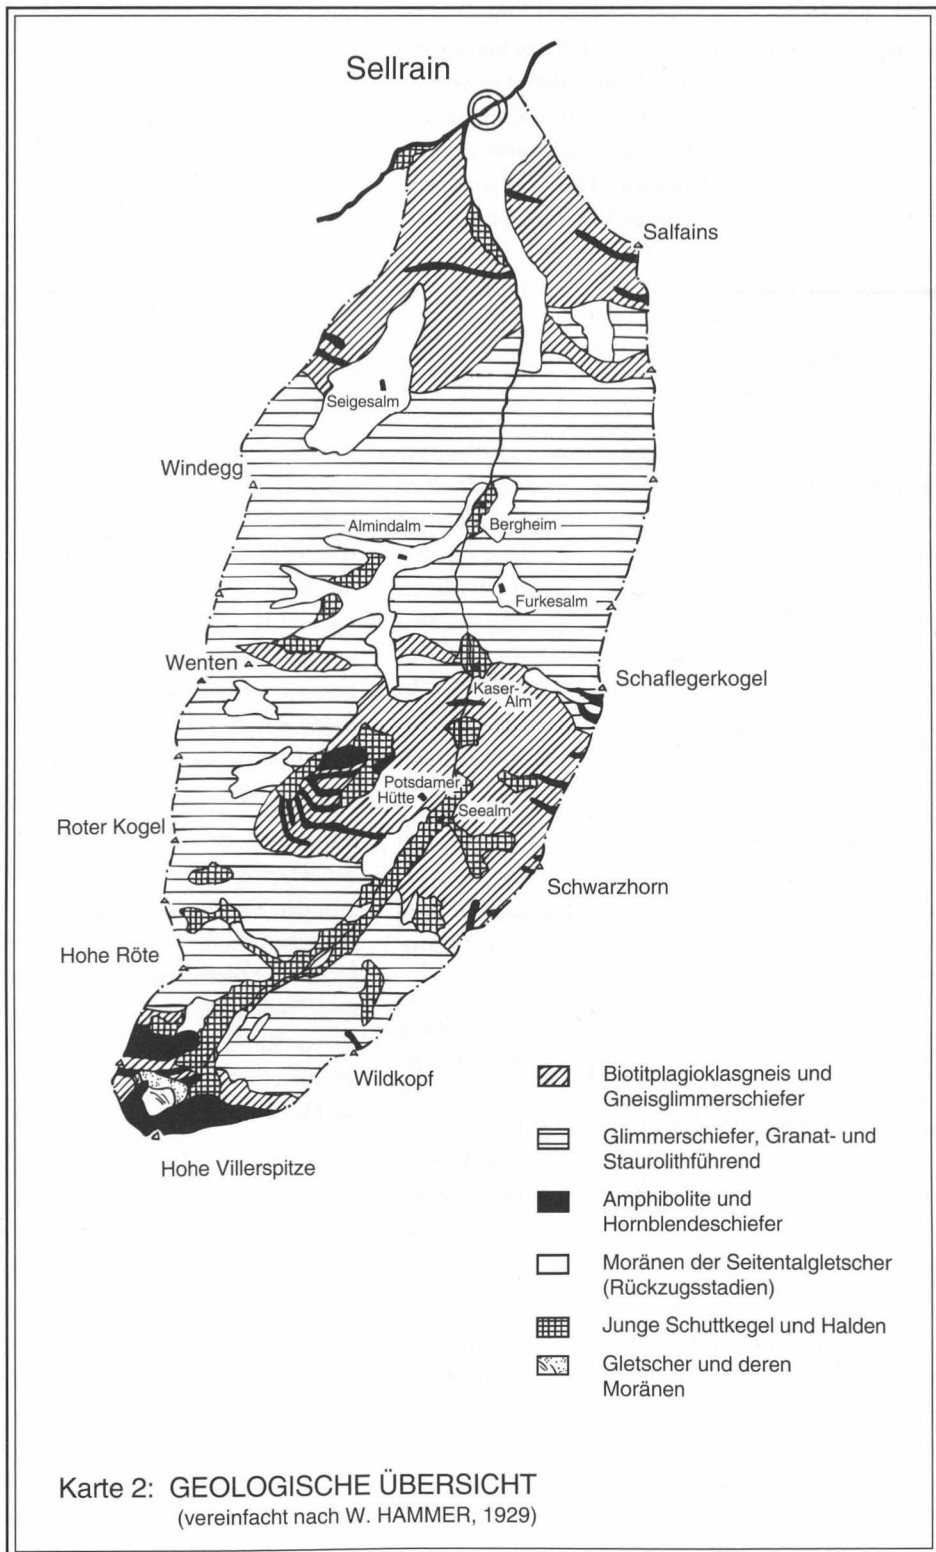 Sellrain
Salfains
Seigesalm
Windegg
Almindalm
Bergheim
Furkesalm
Wenten
Schaflegerkogel
Kaser-
Alm
Potsdamer
Hütte
Seealm
Roter Kogel
Schwarzhorn
Hohe Röte
Wildkopf
Hohe Villerspitze
Biotitplagioklasgneis und
Gneisglimmerschiefer
Glimmerschiefer, Granat- und
Staurolithführend
Amphibolite und
Hornblendeschiefer
Moränen der Seitentalgletscher
(Rückzugsstadien)
Junge Schuttkegel und Halden
Gletscher und deren
Moränen
Karte 2: GEOLOGISCHE ÜBERSICHT
(vereinfacht nach W. HAMMER, 1929)